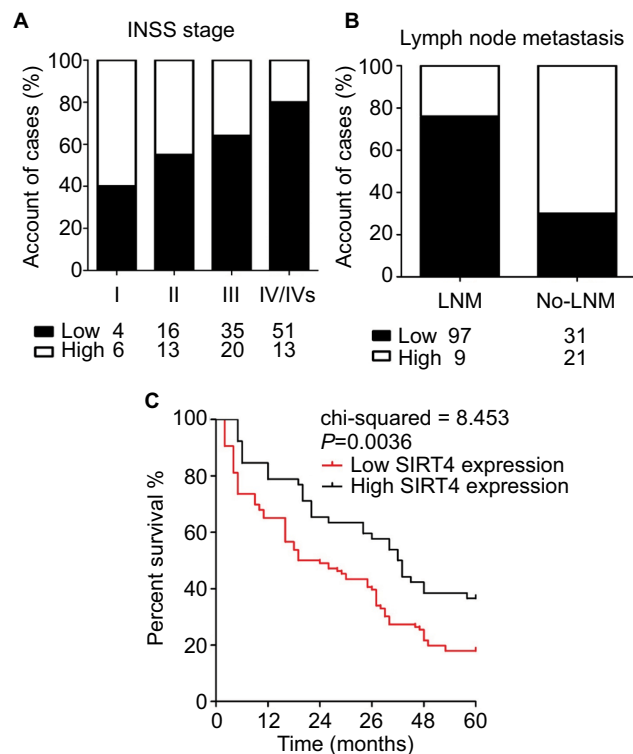 A
INSS stage
Account of cases (%)
100
80
60
40
20
0
I II III IV/IVs
Low 4 16 35 51
High 6 13 20 13
B
Lymph node metastasis
Account of cases (%)
100
80
60
40
20
0
LNM No-LNM
Low 97 31
High 9 21
C
chi-squared = 8.453
P=0.0036
Low SIRT4 expression
High SIRT4 expression
Percent survival %
100
80
60
40
20
0
0 12 24 26 48 60
Time (months)